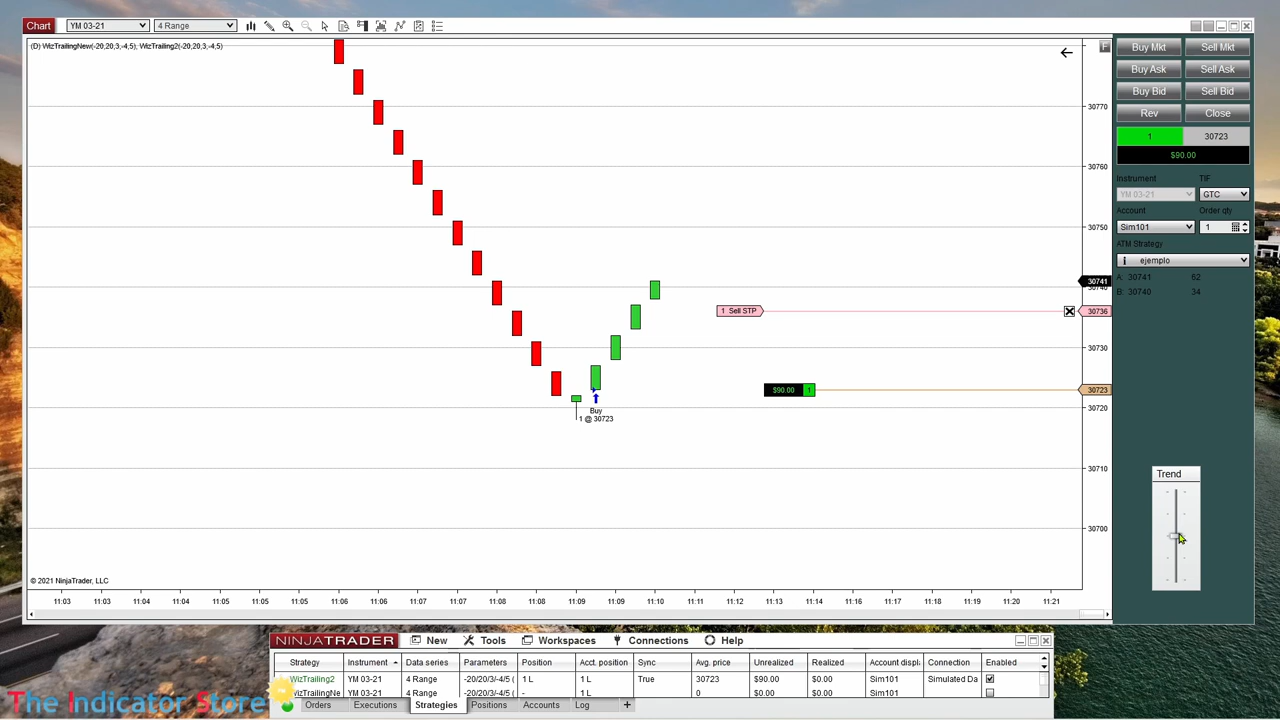 Chart YM 03-21 4 Range
(D) WizTrailingNew(-20,20,3,-4,5), WizTrailing2(-20,20,3,-4,5)
F
30770
30760
30750
30741
30740
1 Sell STP
30736
30730
$90.00 1
30723
30720
Buy
1 @ 30723
30710
30700
© 2021 NinjaTrader, LLC
11:03 11:03 11:04 11:04 11:05 11:05 11:06 11:06 11:07 11:07 11:08 11:08 11:09 11:09 11:10 11:10 11:12 11:13 11:14 11:15 11:16 11:17 11:18 11:20 11:21
Buy Mkt Sell Mkt
Buy Ask Sell Ask
Buy Bid Sell Bid
Rev Close
1 30723
$90.00
Instrument TIF
YM 03-21 GTC
Account Order qty
Sim101 1
ATM Strategy
ejemplo
A: 30741 62
B: 30740 34
Trend
NINJATRADER New Tools Workspaces Connections Help
Strategy Instrument Data series Parameters Position Acct. position Sync Avg. price Unrealized Realized Account displ Connection Enabled
WizTrailing2 YM 03-21 4 Range -20/20/3/-4/5 ( 1 L 1 L True 30723 $90.00 $0.00 Sim101 Simulated Da
WizTrailingNe YM 03-21 4 Range -20/20/3/-4/5 ( - 1 L 0 $0.00 $0.00 Sim101
Orders Executions Strategies Positions Accounts Log +
The Indicator Store